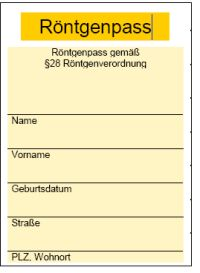 Röntgenpass
Röntgenpass gemäß
§28 Röntgenverordnung
Name
Vorname
Geburtsdatum
Straße
PLZ, Wohnort